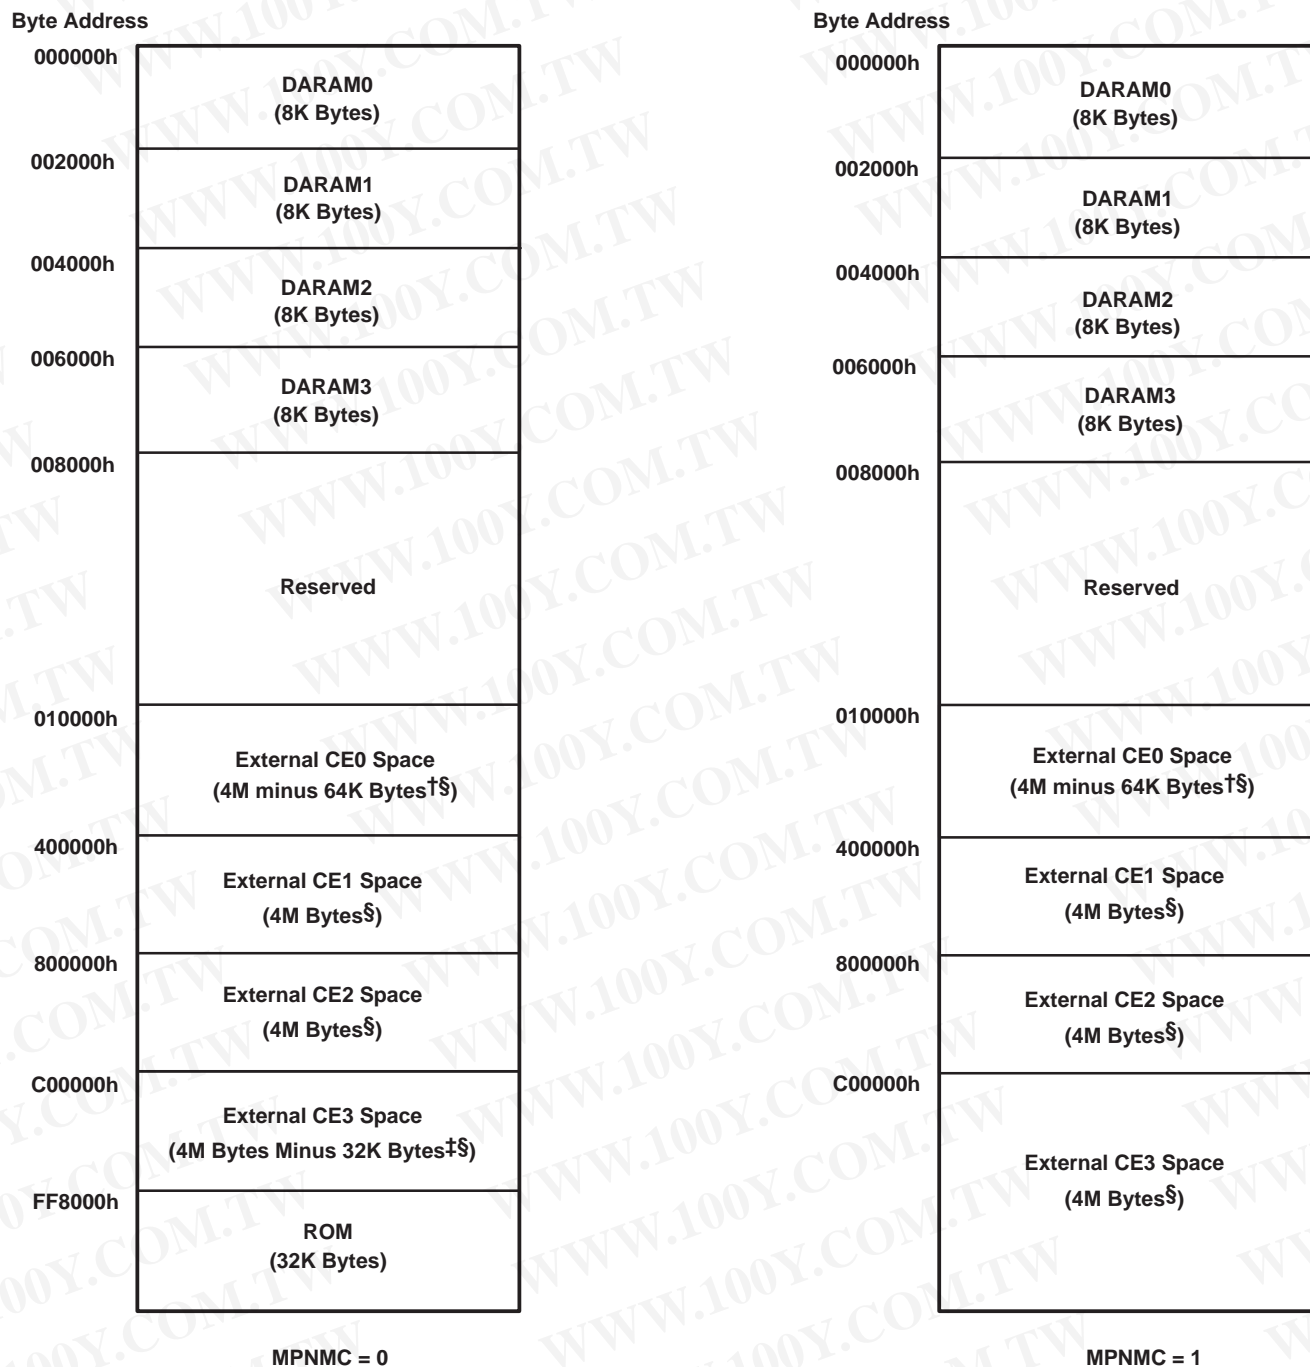 Byte Address
000000h
DARAM0
(8K Bytes)
002000h
DARAM1
(8K Bytes)
004000h
DARAM2
(8K Bytes)
006000h
DARAM3
(8K Bytes)
008000h
Reserved
010000h
External CE0 Space
(4M minus 64K Bytes†§)
400000h
External CE1 Space
(4M Bytes§)
800000h
External CE2 Space
(4M Bytes§)
C00000h
External CE3 Space
(4M Bytes Minus 32K Bytes‡§)
FF8000h
ROM
(32K Bytes)
MPNMC = 0
Byte Address
000000h
DARAM0
(8K Bytes)
002000h
DARAM1
(8K Bytes)
004000h
DARAM2
(8K Bytes)
006000h
DARAM3
(8K Bytes)
008000h
Reserved
010000h
External CE0 Space
(4M minus 64K Bytes†§)
400000h
External CE1 Space
(4M Bytes§)
800000h
External CE2 Space
(4M Bytes§)
C00000h
External CE3 Space
(4M Bytes§)
MPNMC = 1
WWW.100Y.COM.TW